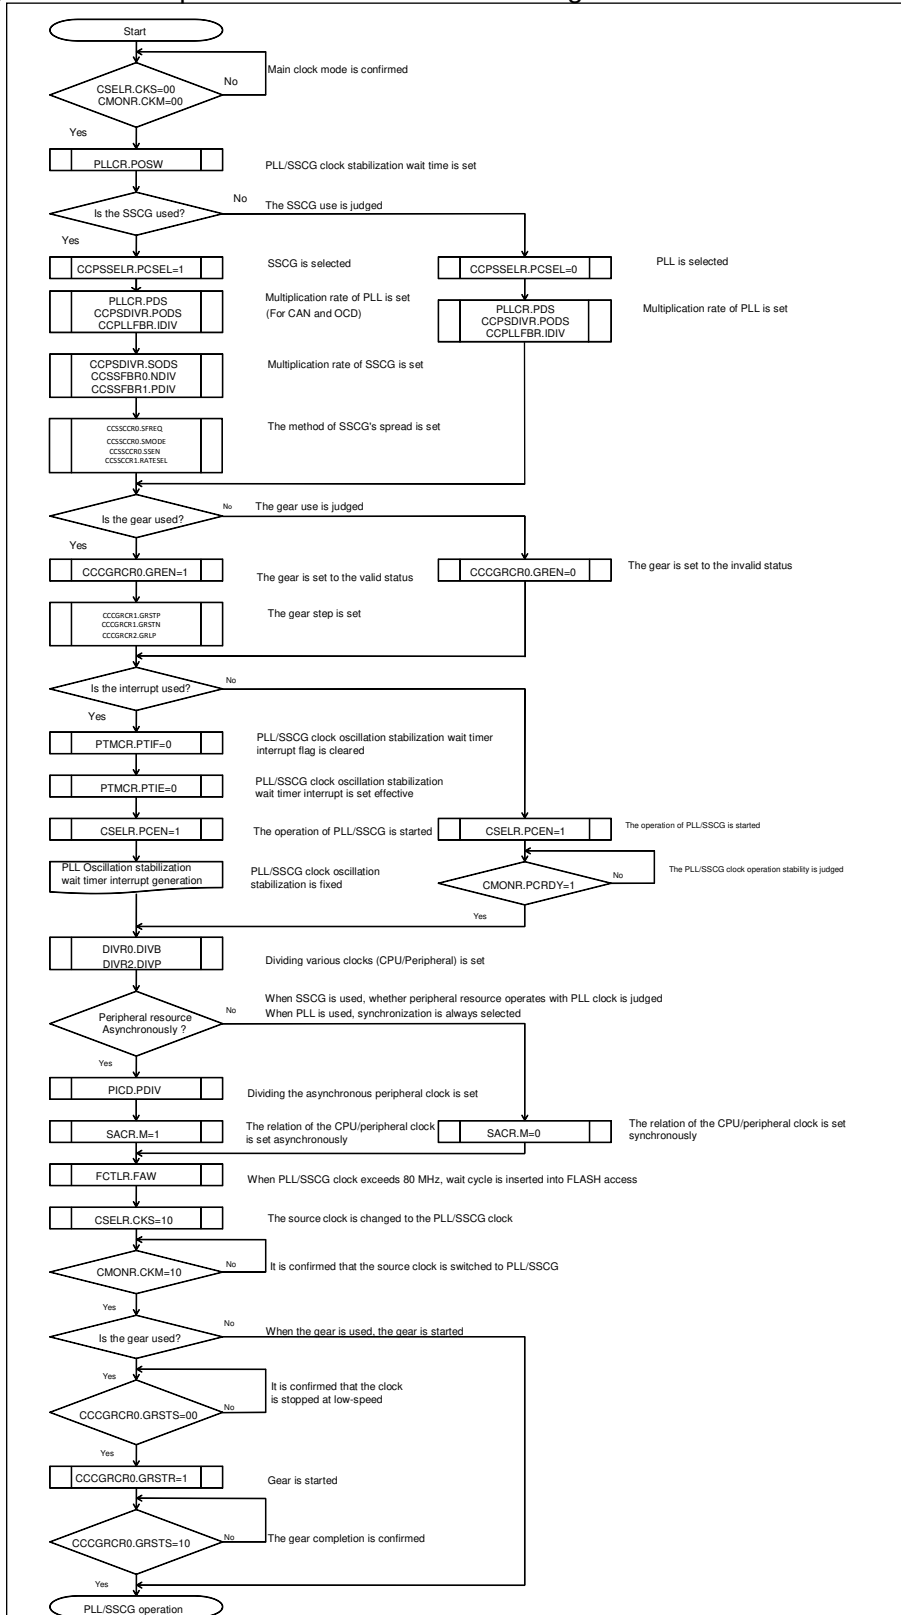 Start
Main clock mode is confirmed
No
CSELR.CKS=00
CMONR.CKM=00
Yes
PLLCR.POSW
PLL/SSCG clock stabilization wait time is set
No
The SSCG use is judged
Is the SSCG used?
Yes
CCPSSELR.PCSEL=1
SSCG is selected
CCPSSELR.PCSEL=0
PLL is selected
PLLCR.PDS
CCPSDIVR.PODS
CCPLLFBR.IDIV
Multiplication rate of PLL is set
(For CAN and OCD)
PLLCR.PDS
CCPSDIVR.PODS
CCPLLFBR.IDIV
Multiplication rate of PLL is set
CCPSDIVR.SODS
CCSSFBR0.NDIV
CCSSFBR1.PDIV
Multiplication rate of SSCG is set
CCSSCCR0.SFREQ
CCSSCCR0.SMODE
CCSSCCR0.SSEN
CCSSCCR1.RATESEL
The method of SSCG's spread is set
No
The gear use is judged
Is the gear used?
Yes
CCCGRCR0.GREN=1
The gear is set to the valid status
CCCGRCR0.GREN=0
The gear is set to the invalid status
CCCGRCR1.GRSTP
CCCGRCR1.GRSTN
CCCGRCR2.GRLP
The gear step is set
Is the interrupt used?
No
Yes
PTMCR.PTIF=0
PLL/SSCG clock oscillation stabilization wait timer
interrupt flag is cleared
PTMCR.PTIE=0
PLL/SSCG clock oscillation stabilization
wait timer interrupt is set effective
CSELR.PCEN=1
The operation of PLL/SSCG is started
CSELR.PCEN=1
The operation of PLL/SSCG is started
PLL Oscillation stabilization
wait timer interrupt generation
PLL/SSCG clock oscillation
stabilization is fixed
CMONR.PCRDY=1
No
The PLL/SSCG clock operation stability is judged
Yes
DIVR0.DIVB
DIVR2.DIVP
Dividing various clocks (CPU/Peripheral) is set
When SSCG is used, whether peripheral resource operates with PLL clock is judged
No
When PLL is used, synchronization is always selected
Peripheral resource
Asynchronously ?
Yes
PICD.PDIV
Dividing the asynchronous peripheral clock is set
SACR.M=1
The relation of the CPU/peripheral clock
is set asynchronously
SACR.M=0
The relation of the CPU/peripheral clock is set
synchronously
FCTLR.FAW
When PLL/SSCG clock exceeds 80 MHz, wait cycle is inserted into FLASH access
CSELR.CKS=10
The source clock is changed to the PLL/SSCG clock
CMONR.CKM=10
No
It is confirmed that the source clock is switched to PLL/SSCG
Yes
No
When the gear is used, the gear is started
Is the gear used?
Yes
It is confirmed that the clock
is stopped at low-speed
CCCGRCR0.GRSTS=00
No
Yes
CCCGRCR0.GRSTR=1
Gear is started
CCCGRCR0.GRSTS=10
No
The gear completion is confirmed
Yes
PLL/SSCG operation